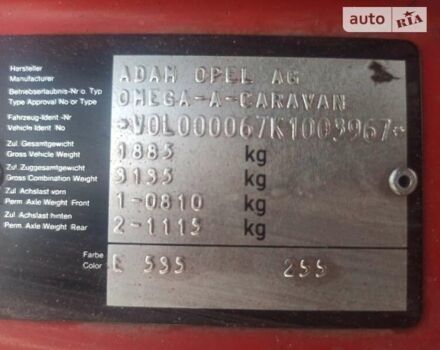 auto RIA
Hersteller
Manufacturer
ADAM OPEL AG
Betriebserlaubnis-Nr o. Typ
Type Approval No or Type
OMEGA-A-CARAVAN
Fahrzeug-Ident -Nr
Vehicle Ident No
*W0L000067K1003967*
Zul. Gesamtgewicht
Gross Vehicle Weight
1885 kg
Zul Zuggesamtgewicht
Gross Combination Weight
3135 kg
Zul Achslast vorn
Perm. Axle Weight Front
1-0810 kg
Zul Achslast hinten
Perm. Axle Weight Rear
2-1115 kg
Farbe
Color
E 535 255